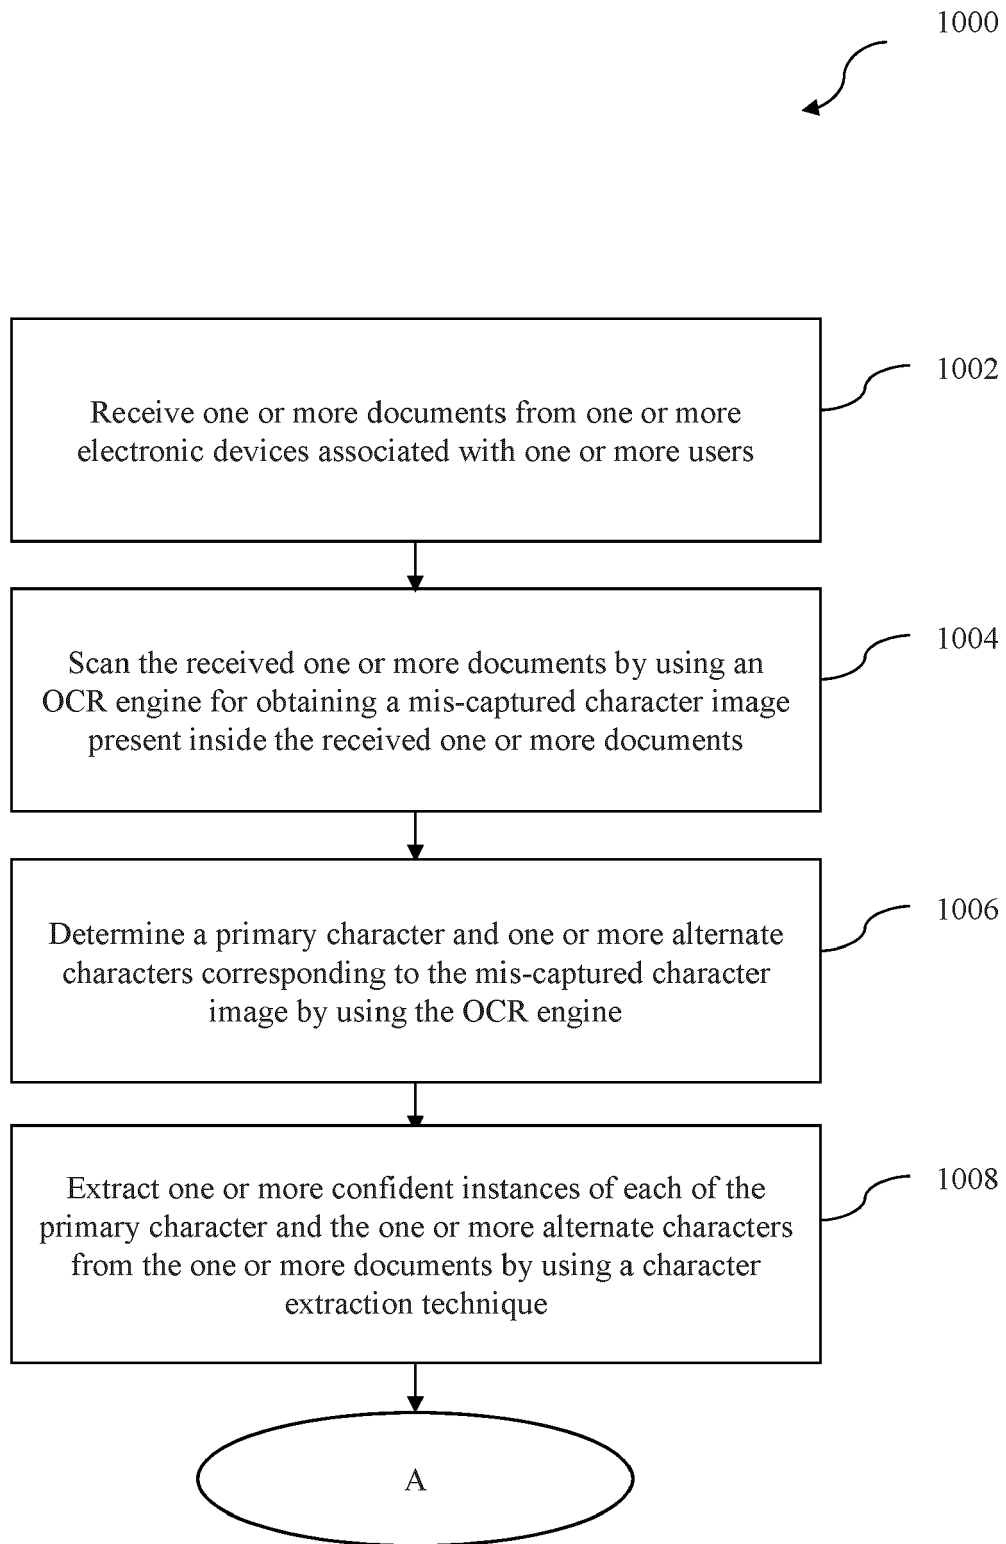 1000
1002
Receive one or more documents from one or more
electronic devices associated with one or more users
1004
Scan the received one or more documents by using an
OCR engine for obtaining a mis-captured character image
present inside the received one or more documents
1006
Determine a primary character and one or more alternate
characters corresponding to the mis-captured character
image by using the OCR engine
1008
Extract one or more confident instances of each of the
primary character and the one or more alternate characters
from the one or more documents by using a character
extraction technique
A